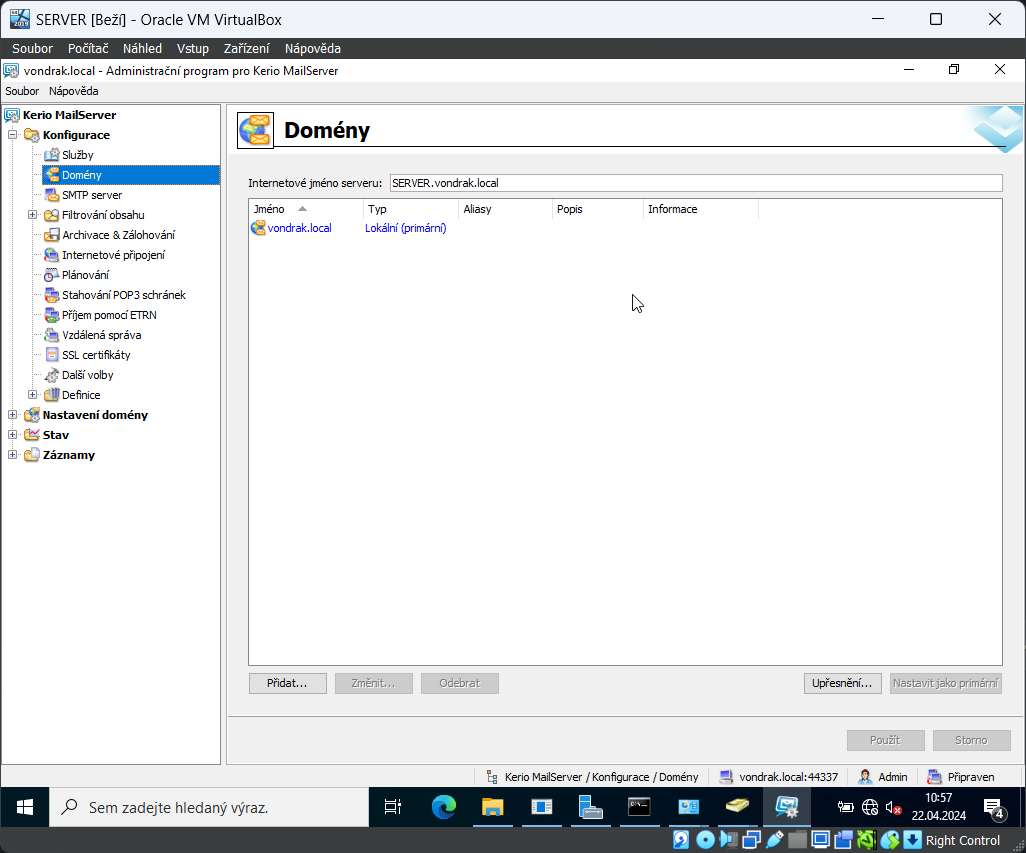 SERVER [Beží] - Oracle VM VirtualBox
Soubor Počítač Náhled Vstup Zařízení Nápověda
vondrak.local - Administrační program pro Kerio MailServer
Soubor Nápověda
Kerio MailServer
Konfigurace
Služby
Domény
SMTP server
Filtrování obsahu
Archivace & Zálohování
Internetové připojení
Plánování
Stahování POP3 schránek
Příjem pomocí ETRN
Vzdálená správa
SSL certifikáty
Další volby
Definice
Nastavení domény
Stav
Záznamy
Domény
Internetové jméno serveru: SERVER.vondrak.local
Jméno Typ Aliasy Popis Informace
vondrak.local Lokální (primární)
Přidat... Změnit... Odebrat Upřesnění... Nastavit jako primární
Použít Storno
Kerio MailServer / Konfigurace / Domény vondrak.local:44337 Admin Připraven
Sem zadejte hledaný výraz.
10:57
22.04.2024
4
Right Control